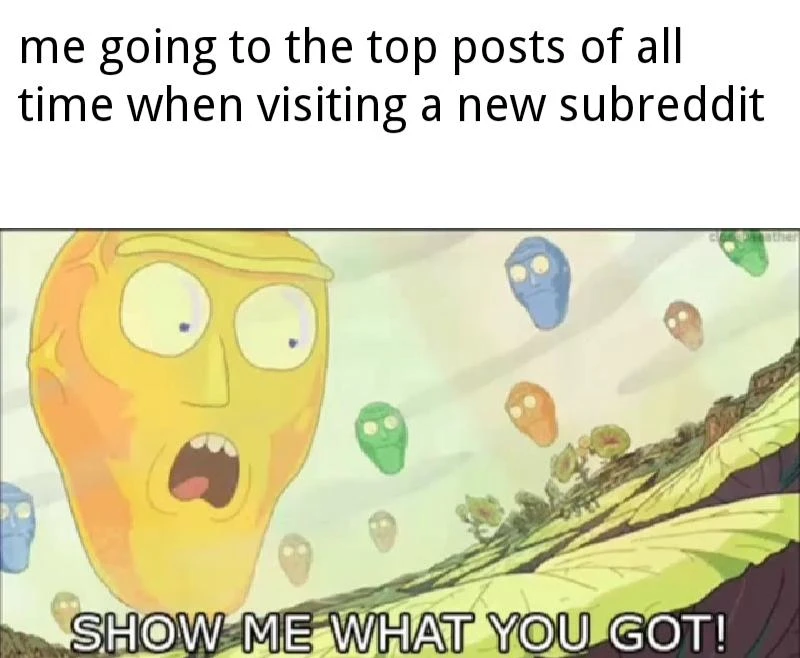 me going to the top posts of all
time when visiting a new subreddit
SHOW ME WHAT YOU GOT!